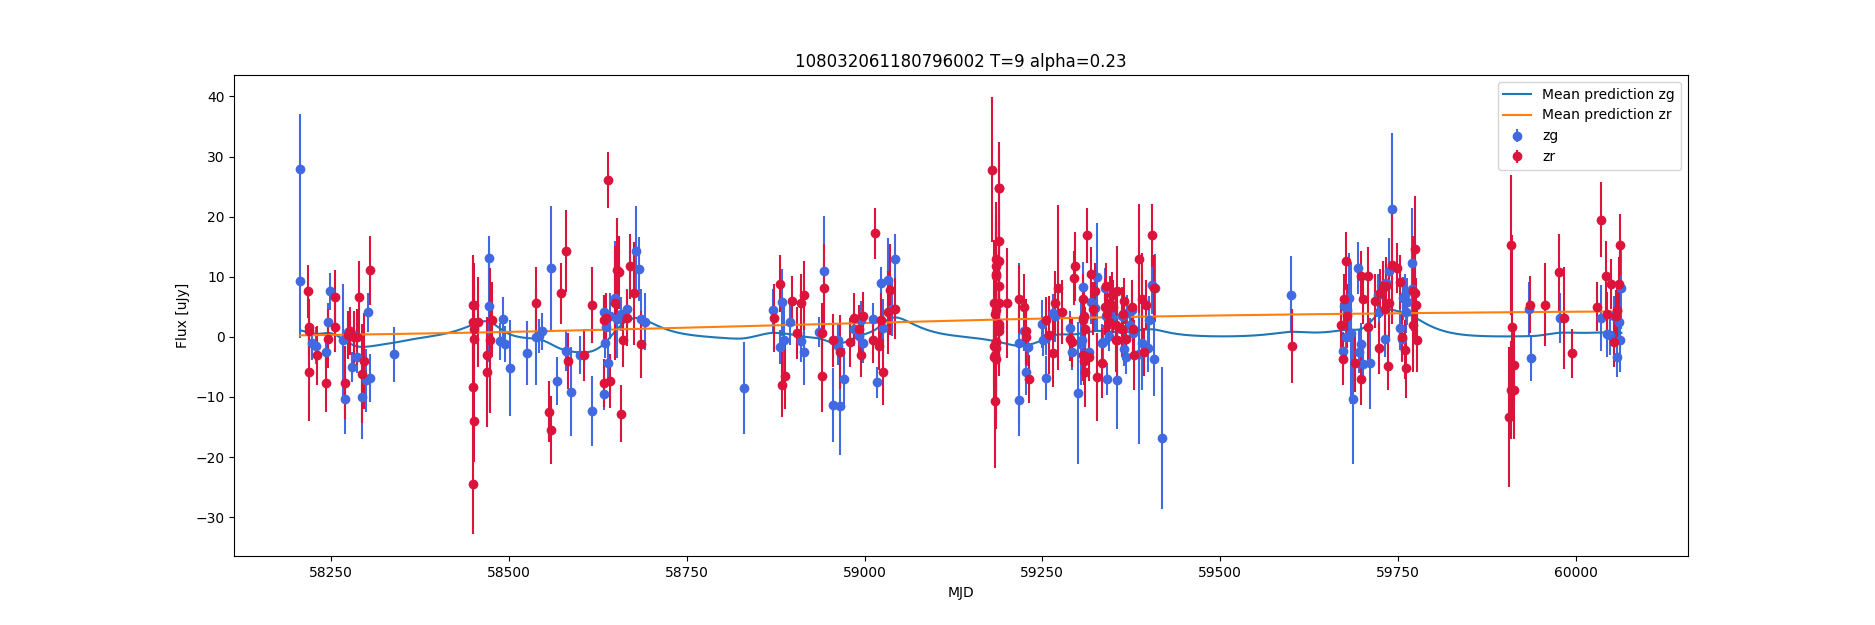 108032061180796002 T=9 alpha=0.23
Mean prediction zg
Mean prediction zr
zg
zr
Flux [uJy]
40
30
20
10
0
−10
−20
−30
58250 58500 58750 59000 59250 59500 59750 60000
MJD